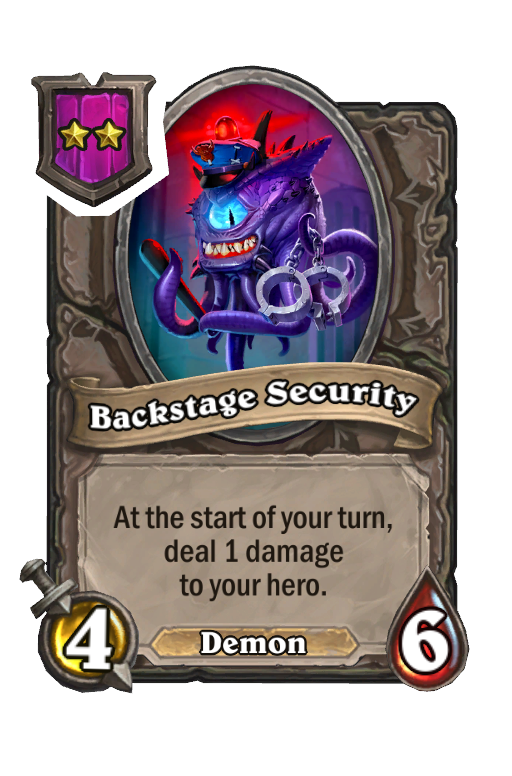 Backstage Security
At the start of your turn,
deal 1 damage
to your hero.
4
Demon
6